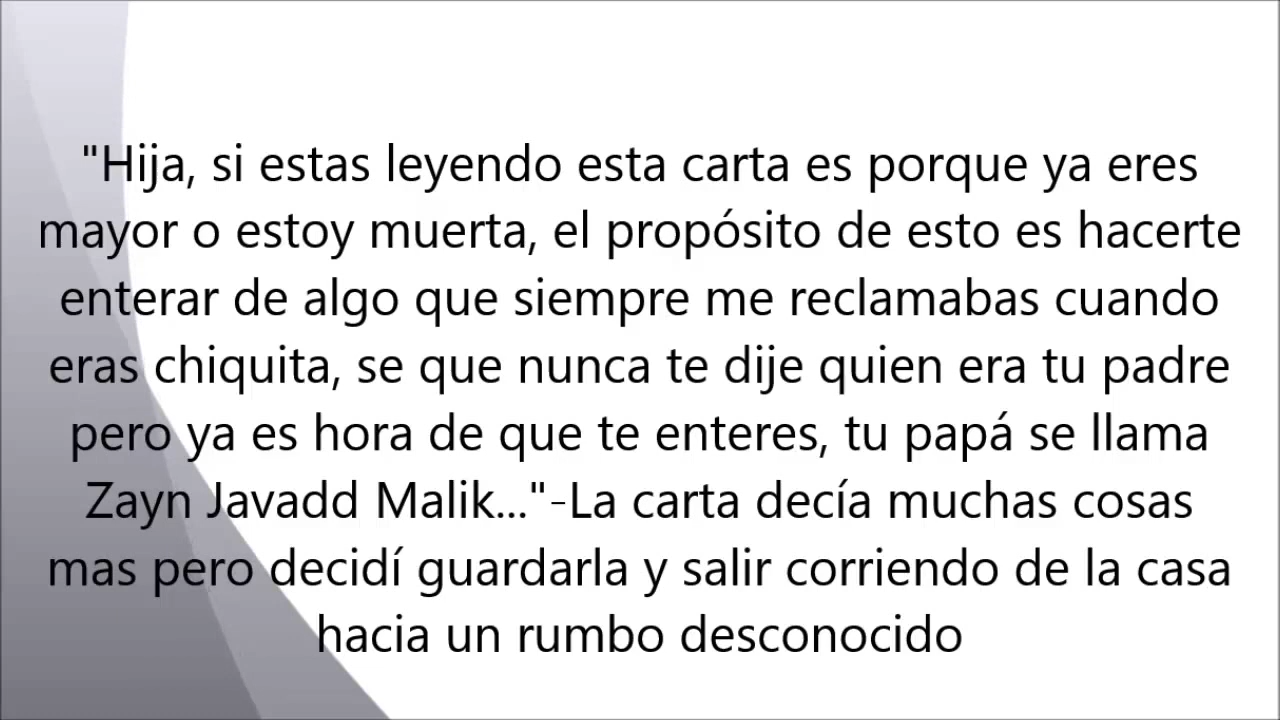 "Hija, si estas leyendo esta carta es porque ya eres
mayor o estoy muerta, el propósito de esto es hacerte
enterar de algo que siempre me reclamabas cuando
eras chiquita, se que nunca te dije quien era tu padre
pero ya es hora de que te enteres, tu papá se llama
Zayn Javadd Malik..."-La carta decía muchas cosas
mas pero decidí guardarla y salir corriendo de la casa
hacia un rumbo desconocido